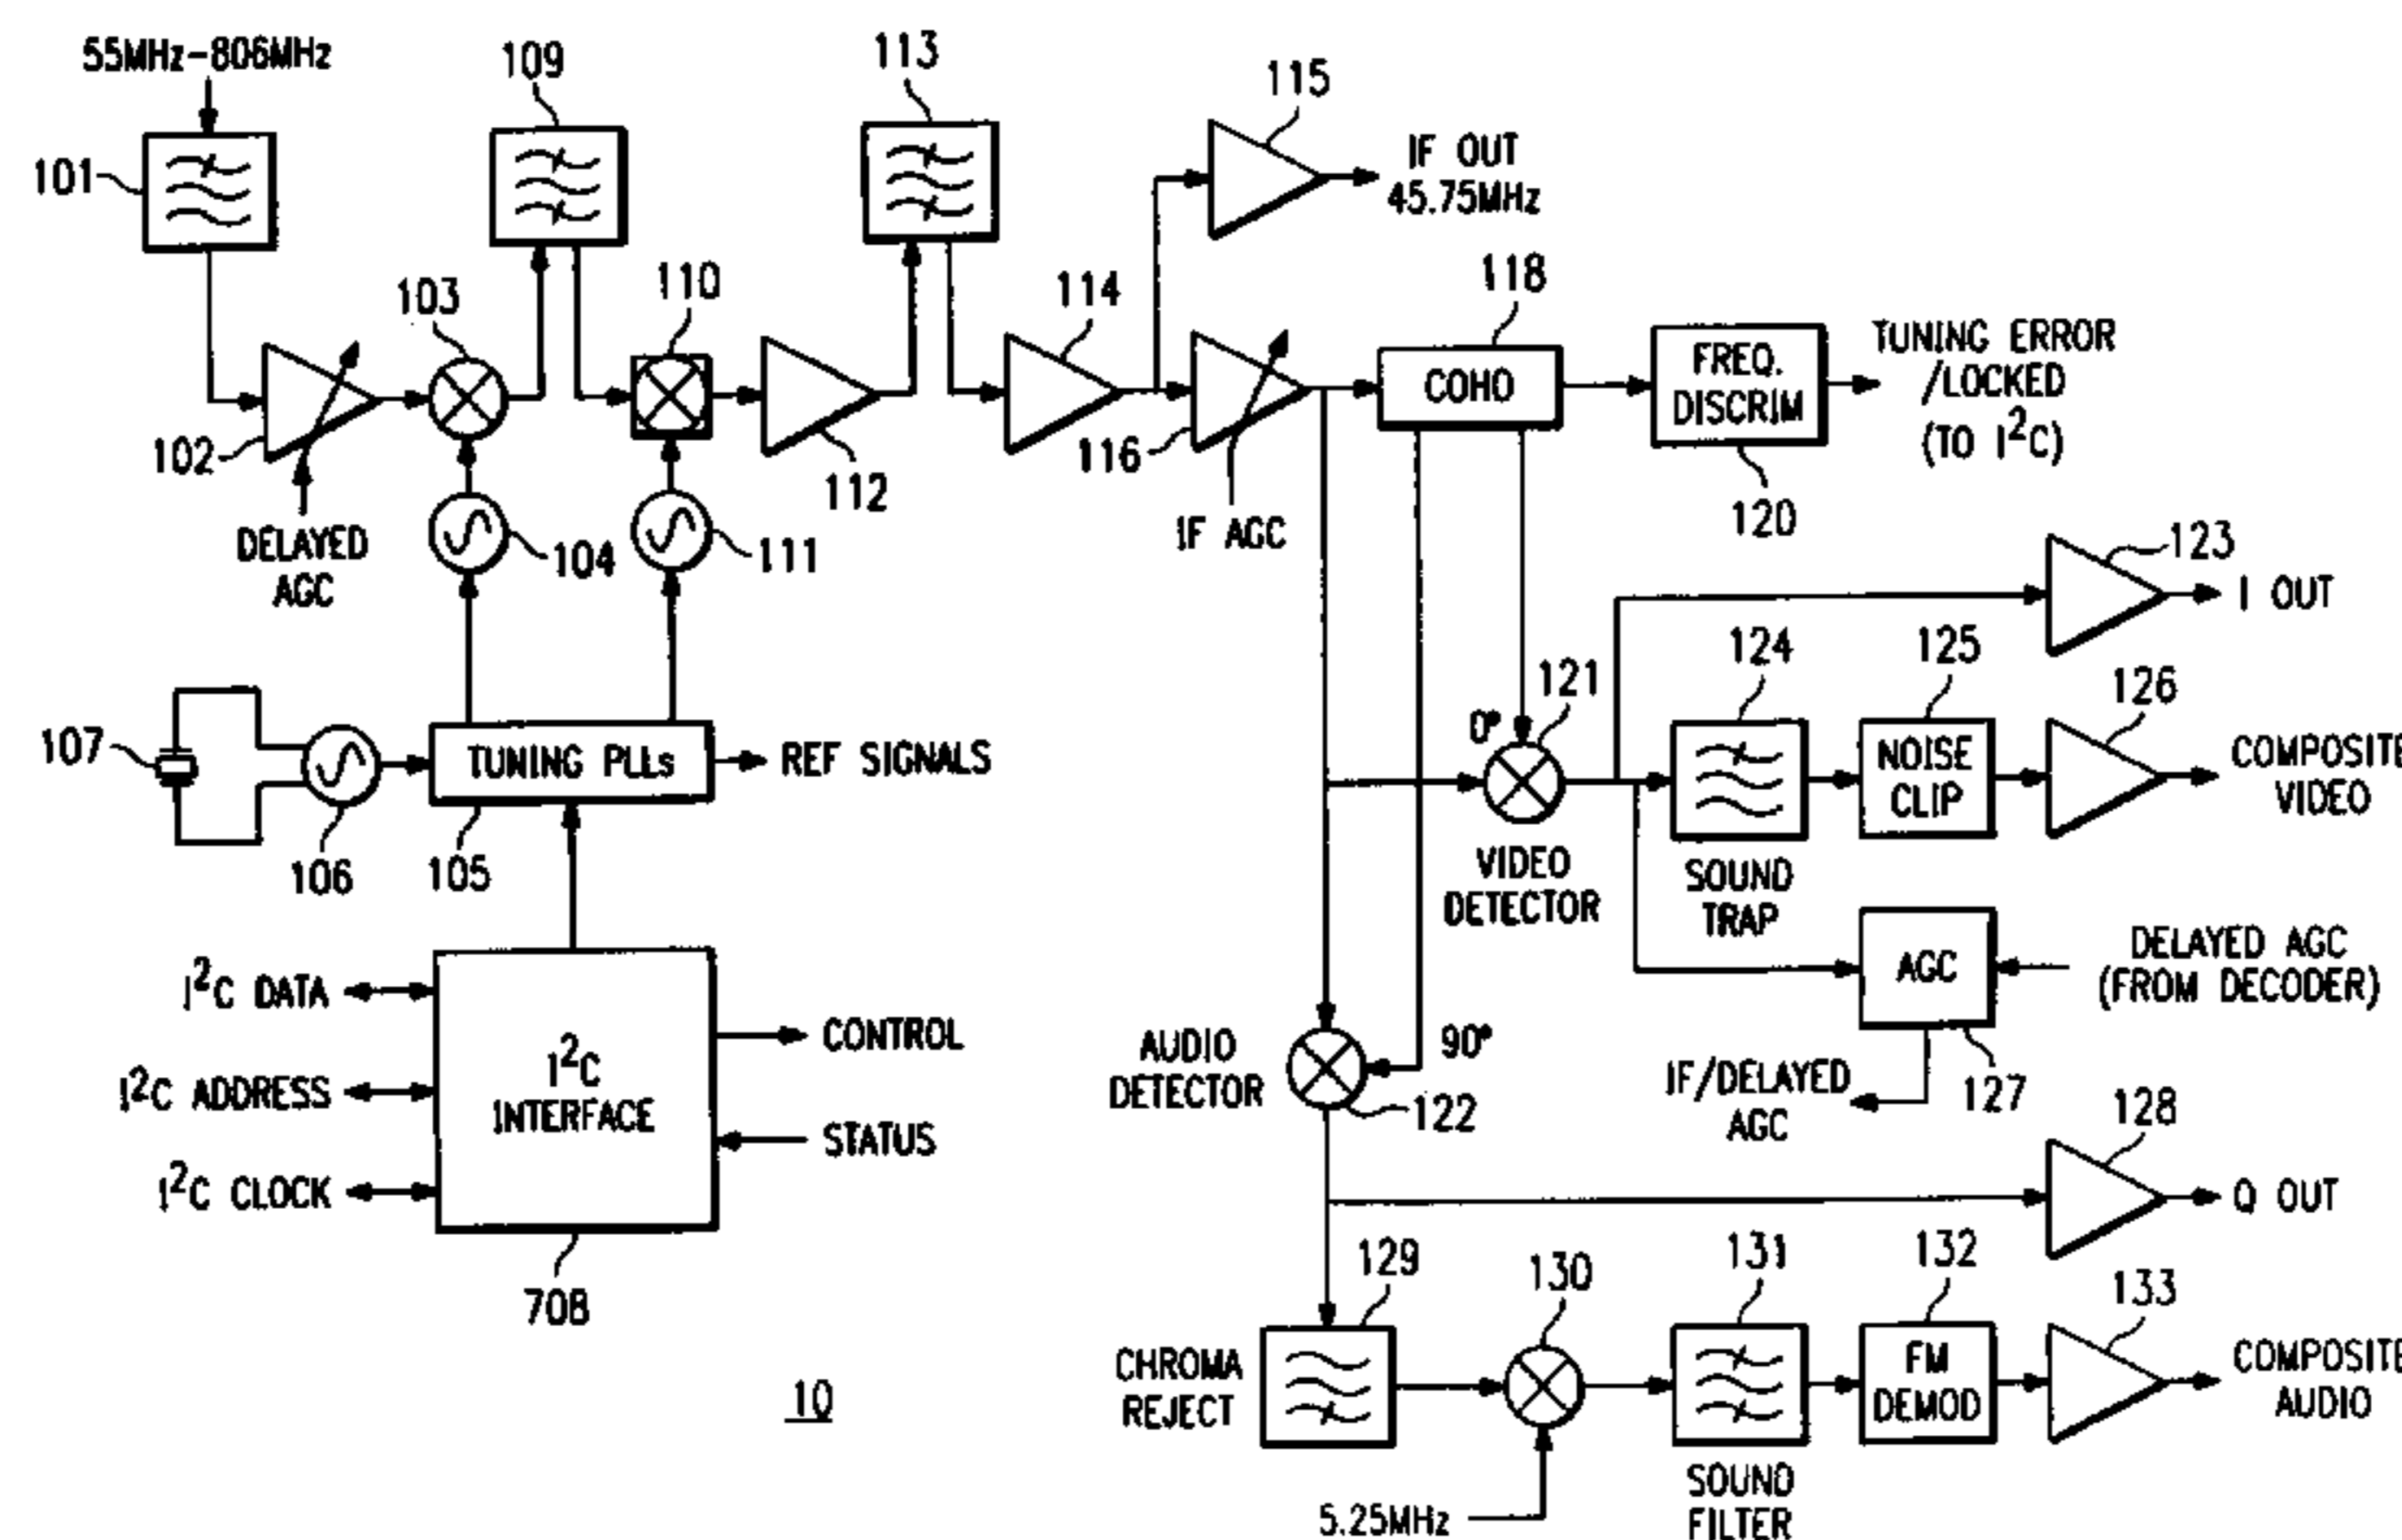 55MHz-806MHz
101
109
113
115
IF OUT
45.75MHz
103
110
114
118
102
DELAYED
AGC
104
111
112
116
IF AGC
COHO
FREQ.
DISCRIM
120
TUNING ERROR
/LOCKED
(TO I²C)
123
I OUT
107
106
TUNING PLLs
105
REF SIGNALS
0°
121
VIDEO
DETECTOR
124
SOUND
TRAP
125
NOISE
CLIP
126
COMPOSITE
VIDEO
AGC
127
DELAYED AGC
(FROM DECODER)
IF/DELAYED
AGC
I²C DATA
I²C ADDRESS
I²C CLOCK
I²C
INTERFACE
CONTROL
STATUS
708
AUDIO
DETECTOR
90°
122
128
Q OUT
CHROMA
REJECT
129
130
5.25MHz
131
SOUND
FILTER
132
FM
DEMOD
133
COMPOSITE
AUDIO
10